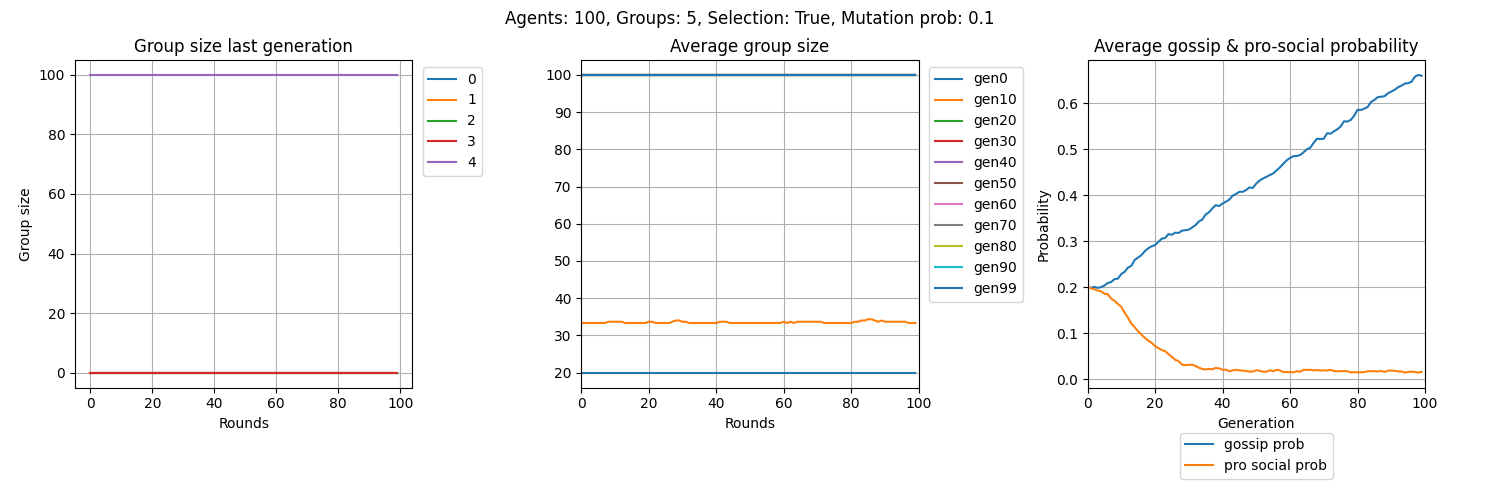 Agents: 100, Groups: 5, Selection: True, Mutation prob: 0.1
Group size last generation
Group size
100
80
60
40
20
0
0 20 40 60 80 100
Rounds
0
1
2
3
4
Average group size
100
90
80
70
60
50
40
30
20
0 20 40 60 80 100
Rounds
gen0
gen10
gen20
gen30
gen40
gen50
gen60
gen70
gen80
gen90
gen99
Average gossip & pro-social probability
Probability
0.6
0.5
0.4
0.3
0.2
0.1
0.0
0 20 40 60 80 100
Generation
gossip prob
pro social prob